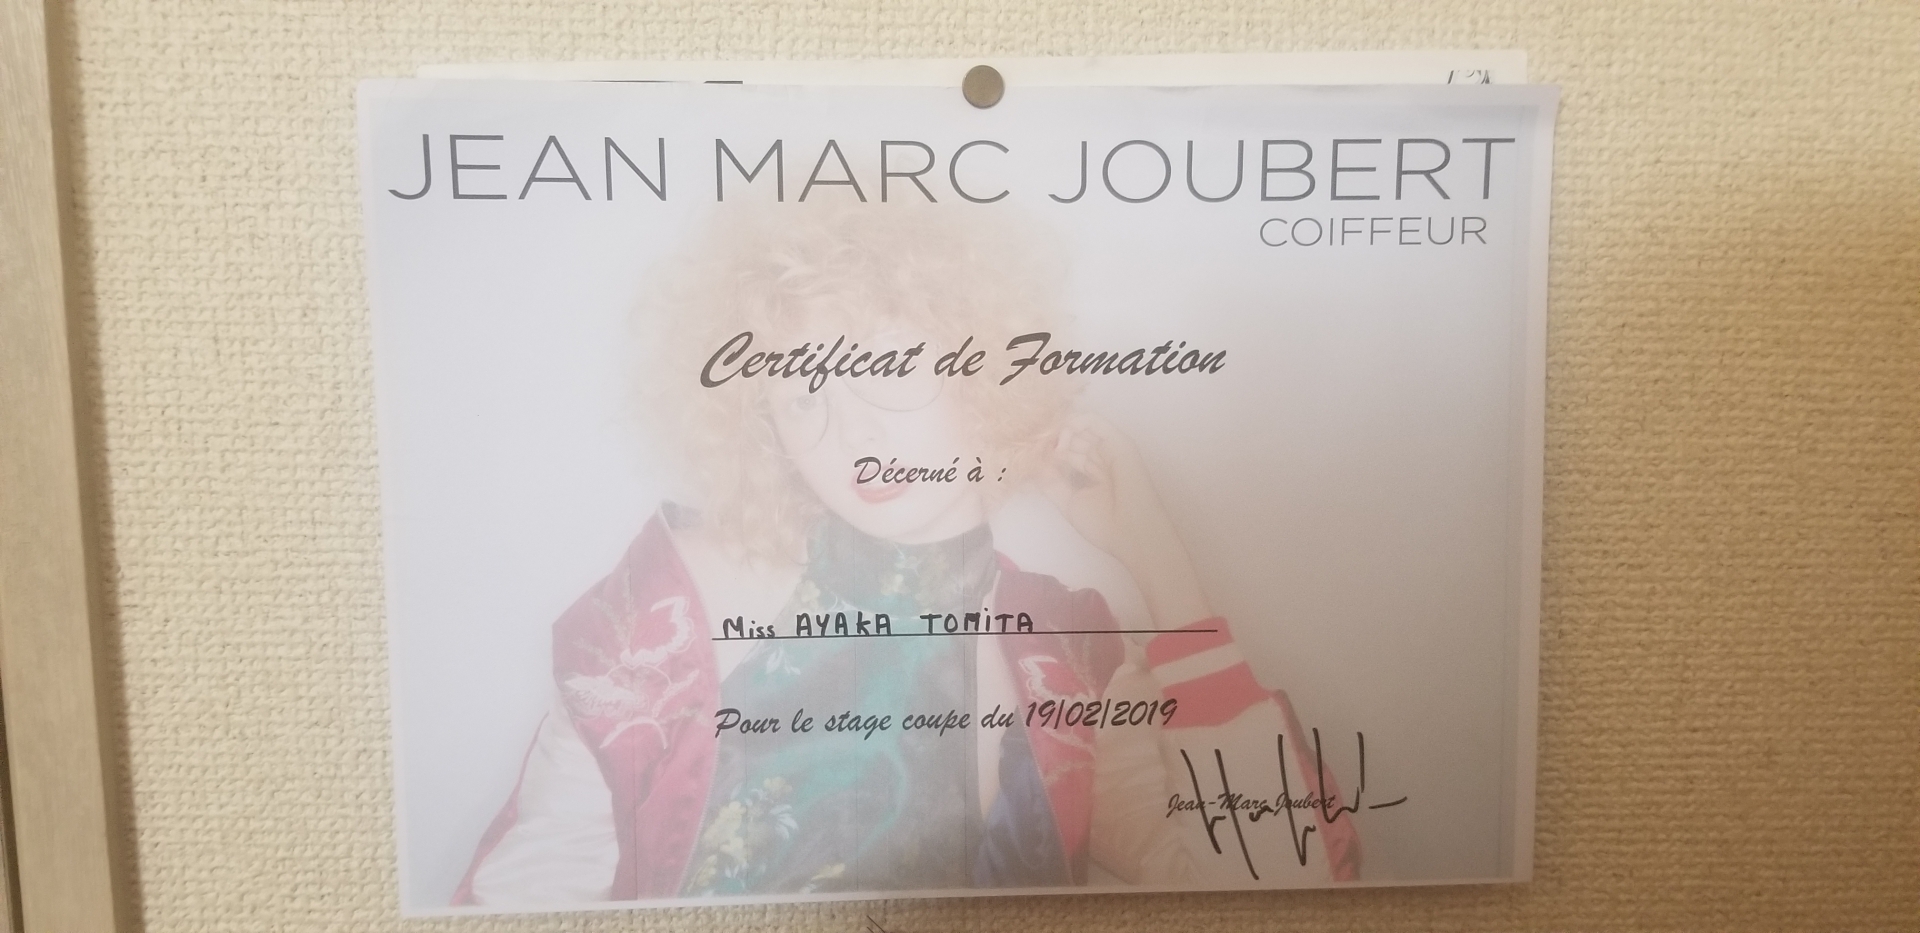 JEAN MARC JOUBERT
COIFFEUR
Certificat de Formation
Décerné à :
Miss AYAKA TOMiTA
Pour le stage coupe du 19/02/2019
Jean-Marc Joubert